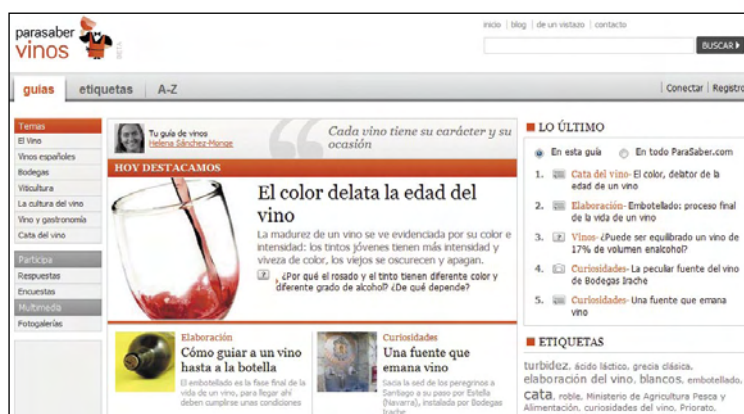 inicio | blog | de un vistazo | contacto
parasaber
vinos
BETA
BUSCAR
guías
etiquetas
A-Z
Conectar | Registro
Temas
El Vino
Vinos españoles
Bodegas
Viticultura
La cultura del vino
Vino y gastronomía
Cata del vino
Participa
Respuestas
Encuestas
Multimedia
Fotogalerías
Tu guía de vinos
Helena Sánchez-Monge
Cada vino tiene su carácter y su
ocasión
HOY DESTACAMOS
El color delata la edad del
vino
La madurez de un vino se ve evidenciada por su color e
intensidad: los tintos jóvenes tienen más intensidad y
viveza de color, los viejos se oscurecen y apagan.
¿Por qué el rosado y el tinto tienen diferente color y
diferente grado de alcohol? ¿De qué depende?
Elaboración
Cómo guiar a un vino
hasta a la botella
El embotellado es la fase final de la
vida de un vino, para llegar ahí
deben cumplirse unas condiciones
Curiosidades
Una fuente que
emana vino
Sacia la sed de los peregrinos a
Santiago a su paso por Estella
(Navarra), instalada por Bodegas
Irache
LO ÚLTIMO
En esta guía
En todo ParaSaber.com
1. Cata del vino- El color, delator de la
edad de un vino
2. Elaboración- Embotellado: proceso final
de la vida de un vino
3. Vinos- ¿Puede ser equilibrado un vino de
17% de volumen enalcohol?
4. Curiosidades- La pecular fuente del vino
de Bodegas Irache
5. Curiosidades- Una fuente que emana
vino
ETIQUETAS
turbidez, ácido láctico, grecia clásica,
elaboración del vino, blancos, embotellado,
cata, roble, Ministerio de Agricultura Pesca y
Alimentación, curiosidades del vino, Priorato,